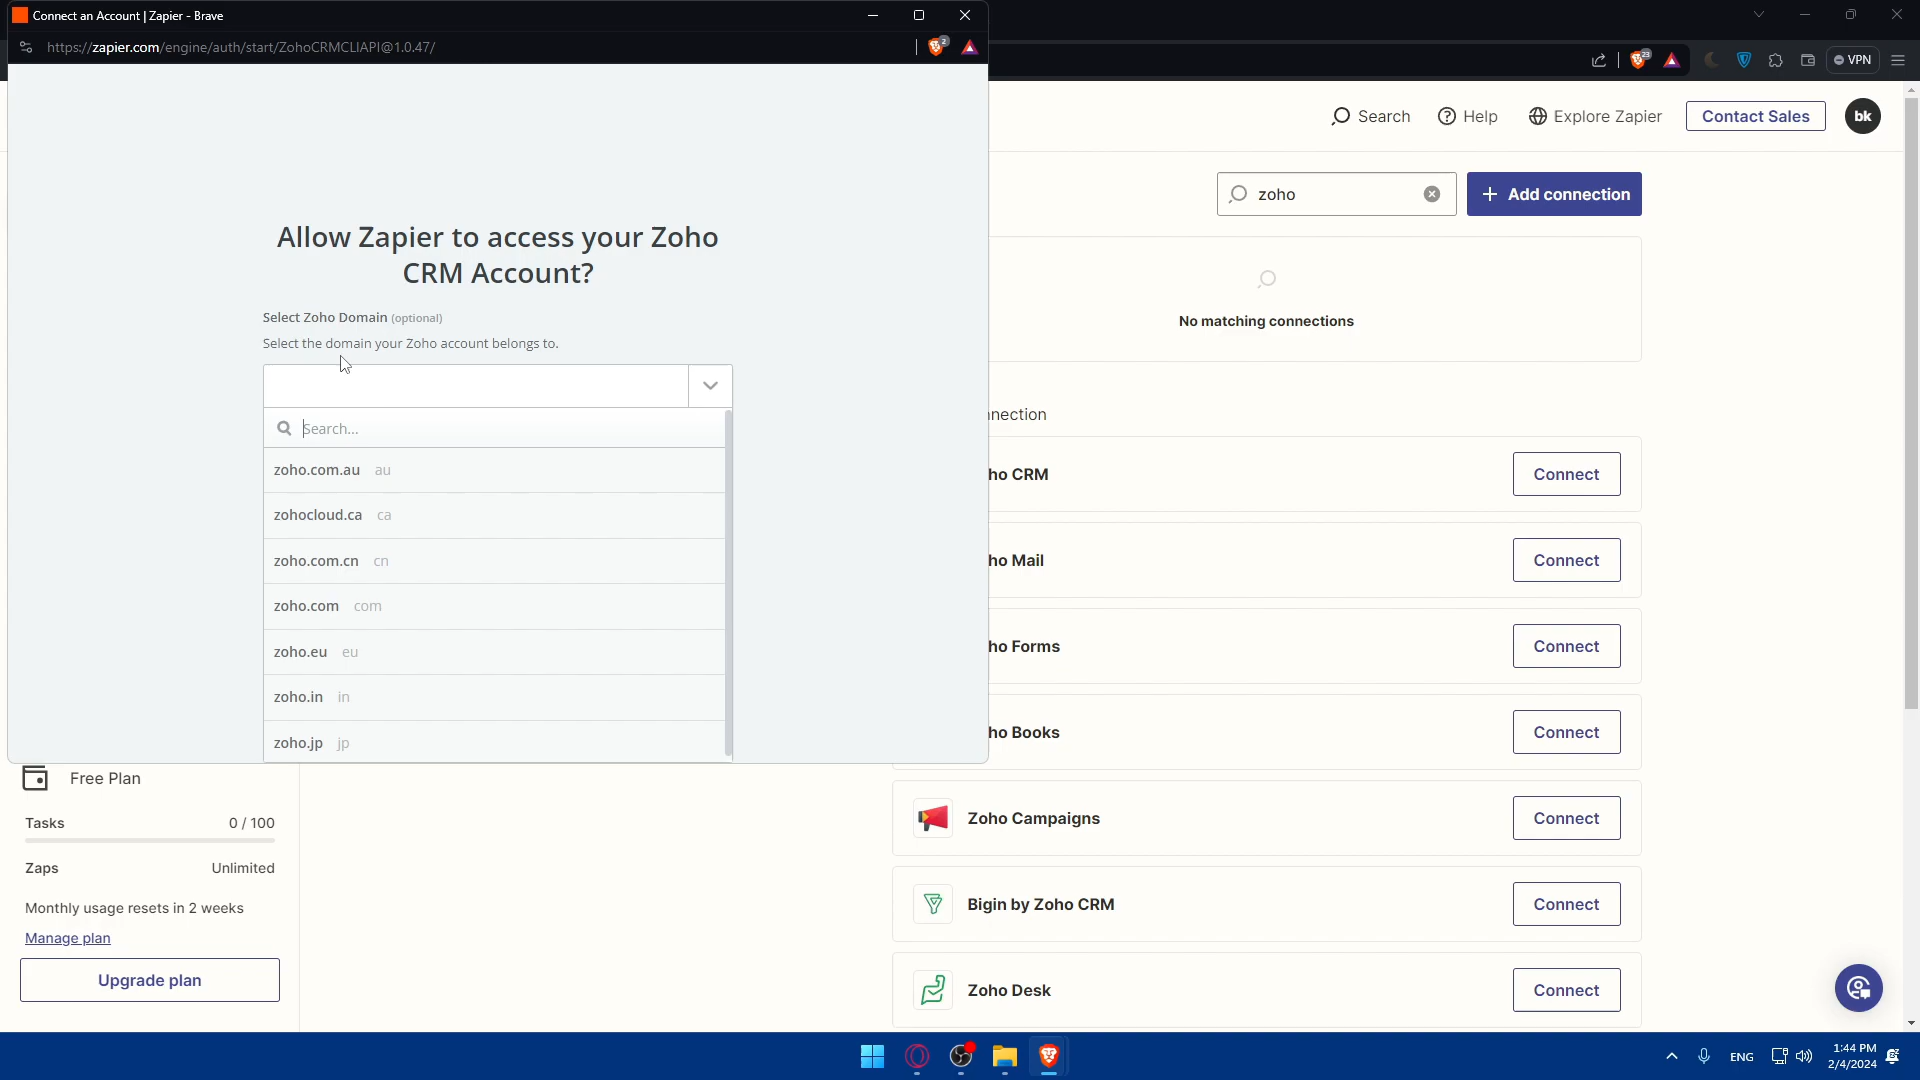 Connect an Account | Zapier - Brave
https://zapier.com/engine/auth/start/ZohoCRMCLIAPI@1.0.47/
2
23
VPN
Search
Help
Explore Zapier
Contact Sales
bk
zoho
+ Add connection
Allow Zapier to access your Zoho
CRM Account?
No matching connections
Select Zoho Domain (optional)
Select the domain your Zoho account belongs to.
Search...
zoho.com.au au
zohocloud.ca ca
zoho.com.cn cn
zoho.com com
zoho.eu eu
zoho.in in
zoho.jp jp
nnection
ho CRM
Connect
ho Mail
Connect
ho Forms
Connect
ho Books
Connect
Zoho Campaigns
Connect
Bigin by Zoho CRM
Connect
Zoho Desk
Connect
Free Plan
Tasks 0 / 100
Zaps Unlimited
Monthly usage resets in 2 weeks
Manage plan
Upgrade plan
ENG
1:44 PM
2/4/2024